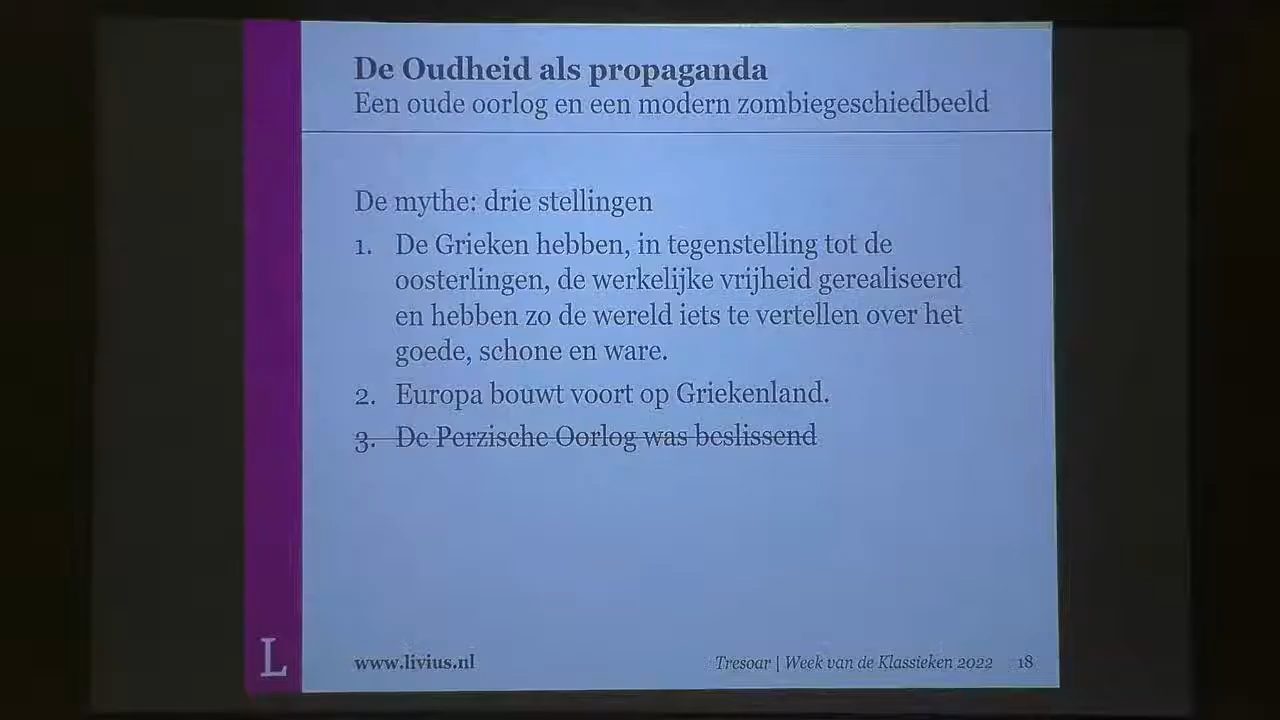 De Oudheid als propaganda
Een oude oorlog en een modern zombiegeschiedbeeld
De mythe: drie stellingen
1. De Grieken hebben, in tegenstelling tot de
oosterlingen, de werkelijke vrijheid gerealiseerd
en hebben zo de wereld iets te vertellen over het
goede, schone en ware.
2. Europa bouwt voort op Griekenland.
3. De Perzische Oorlog was beslissend
L
www.livius.nl
Tresoar | Week van de Klassieken 2022 18